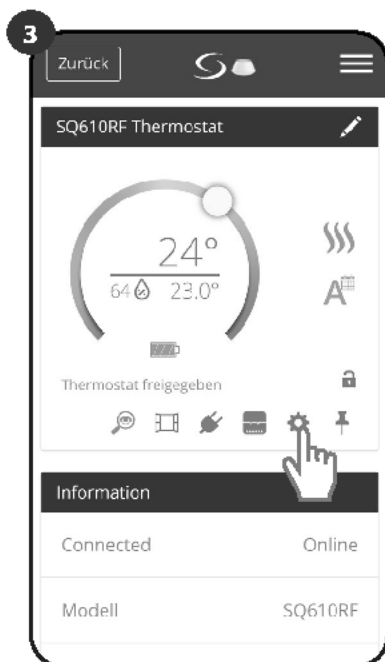 3
Zurück
SQ610RF Thermostat
24°
64 23.0°
A
Thermostat freigegeben
Information
Connected Online
Modell SQ610RF